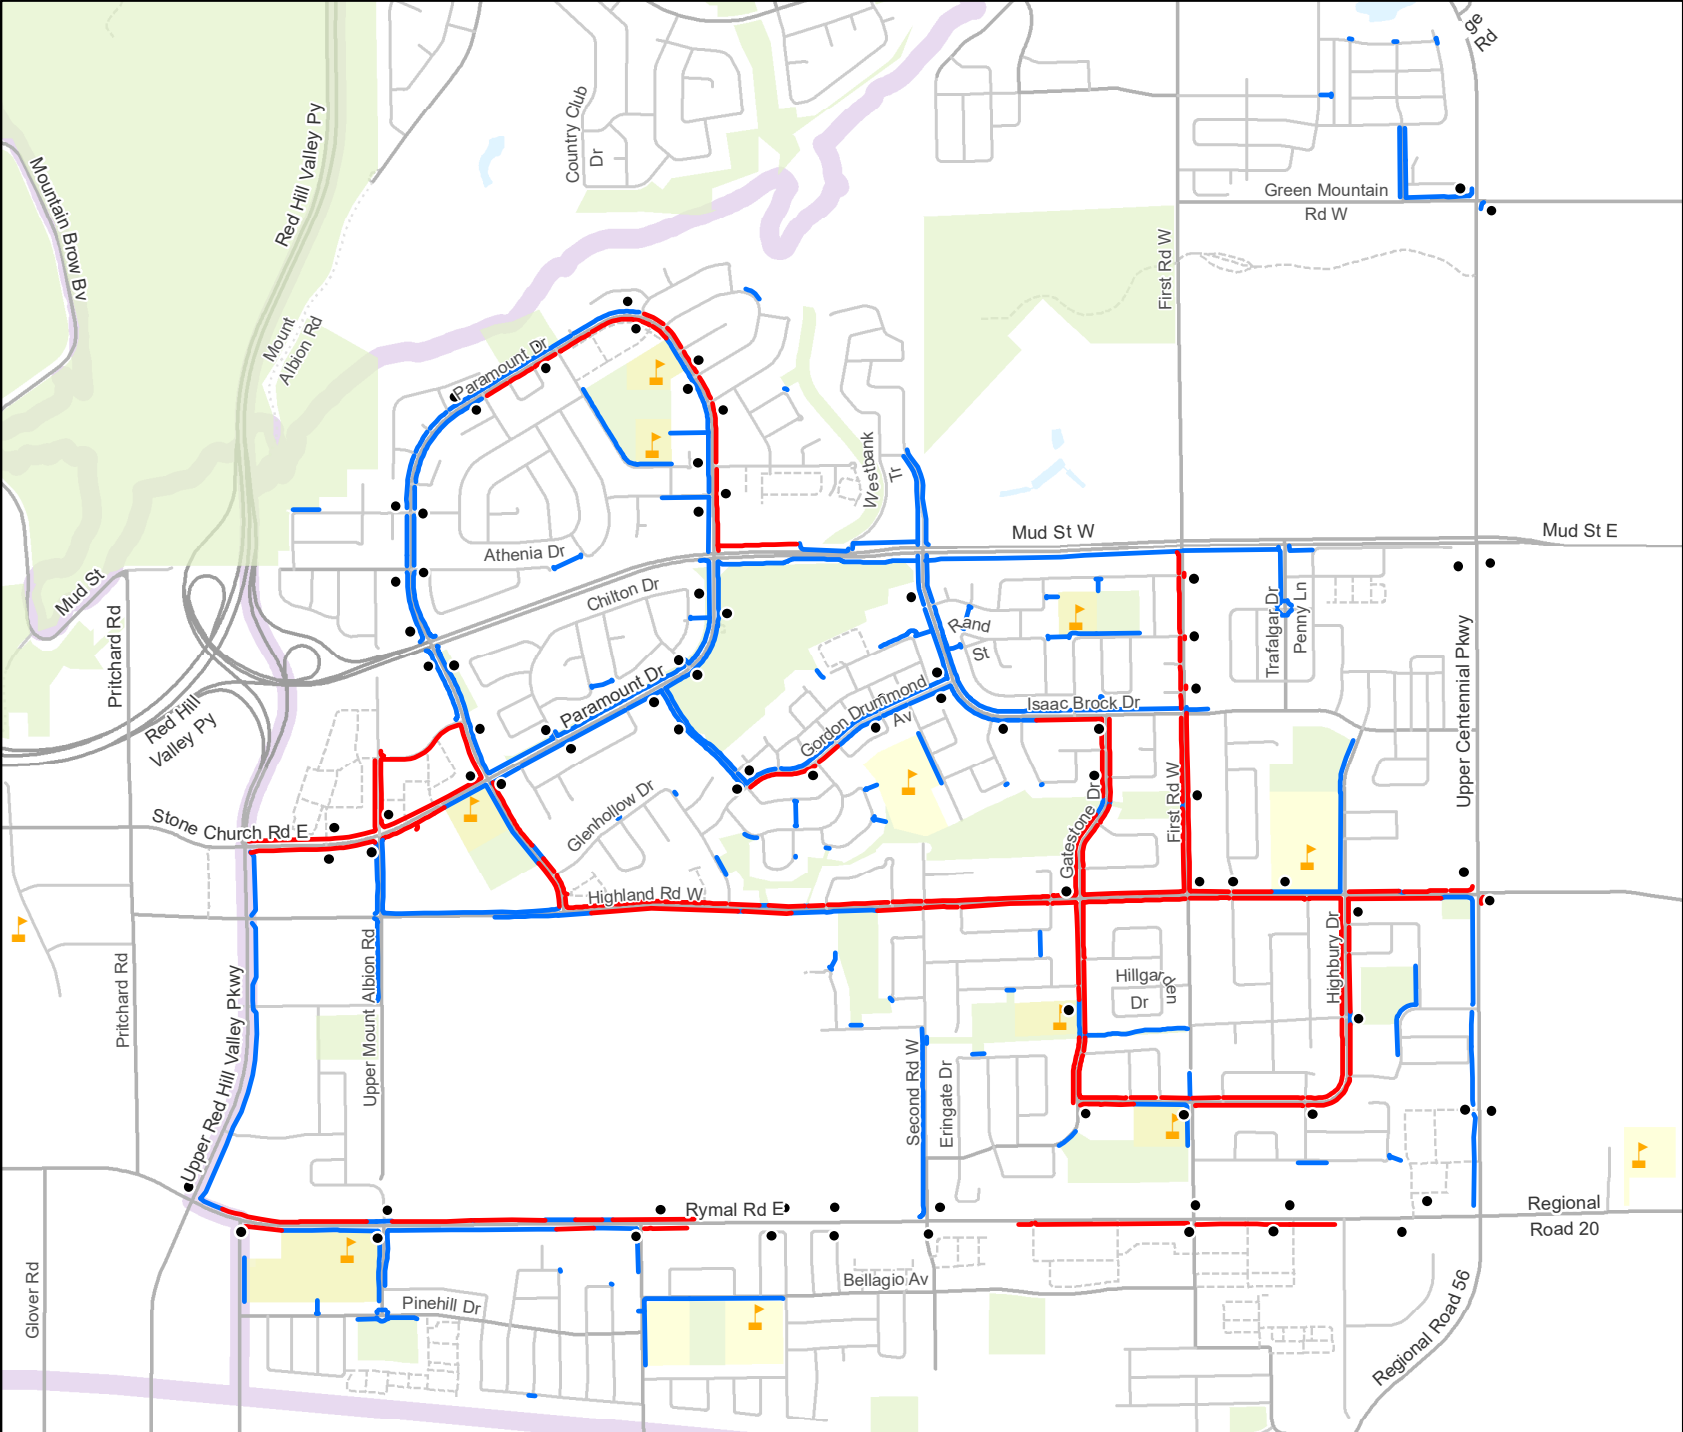 ge
Rd
Country Club
Dr
Mountain Brow Bv
Red Hill Valley Py
Green Mountain
Rd W
First Rd W
Mount
Albion Rd
Paramount Dr
Westbank
Tr
Mud St W
Mud St E
Athenia Dr
Chilton Dr
Mud St
Pritchard Rd
Rand
St
Trafalgar Dr
Penny Ln
Upper Centennial Pkwy
Red Hill
Valley Py
Paramount Dr
Gordon Drummond
Av
Isaac Brock Dr
Stone Church Rd E
Glenhollow Dr
Gatestone Dr
First Rd W
Highland Rd W
Pritchard Rd
Upper Mount Albion Rd
Upper Red Hill Valley Pkwy
Hillgarden
Dr
Highbury Dr
Second Rd W
Eringate Dr
Rymal Rd E
Regional
Road 20
Glover Rd
Pinehill Dr
Bellagio Av
Regional Road 56